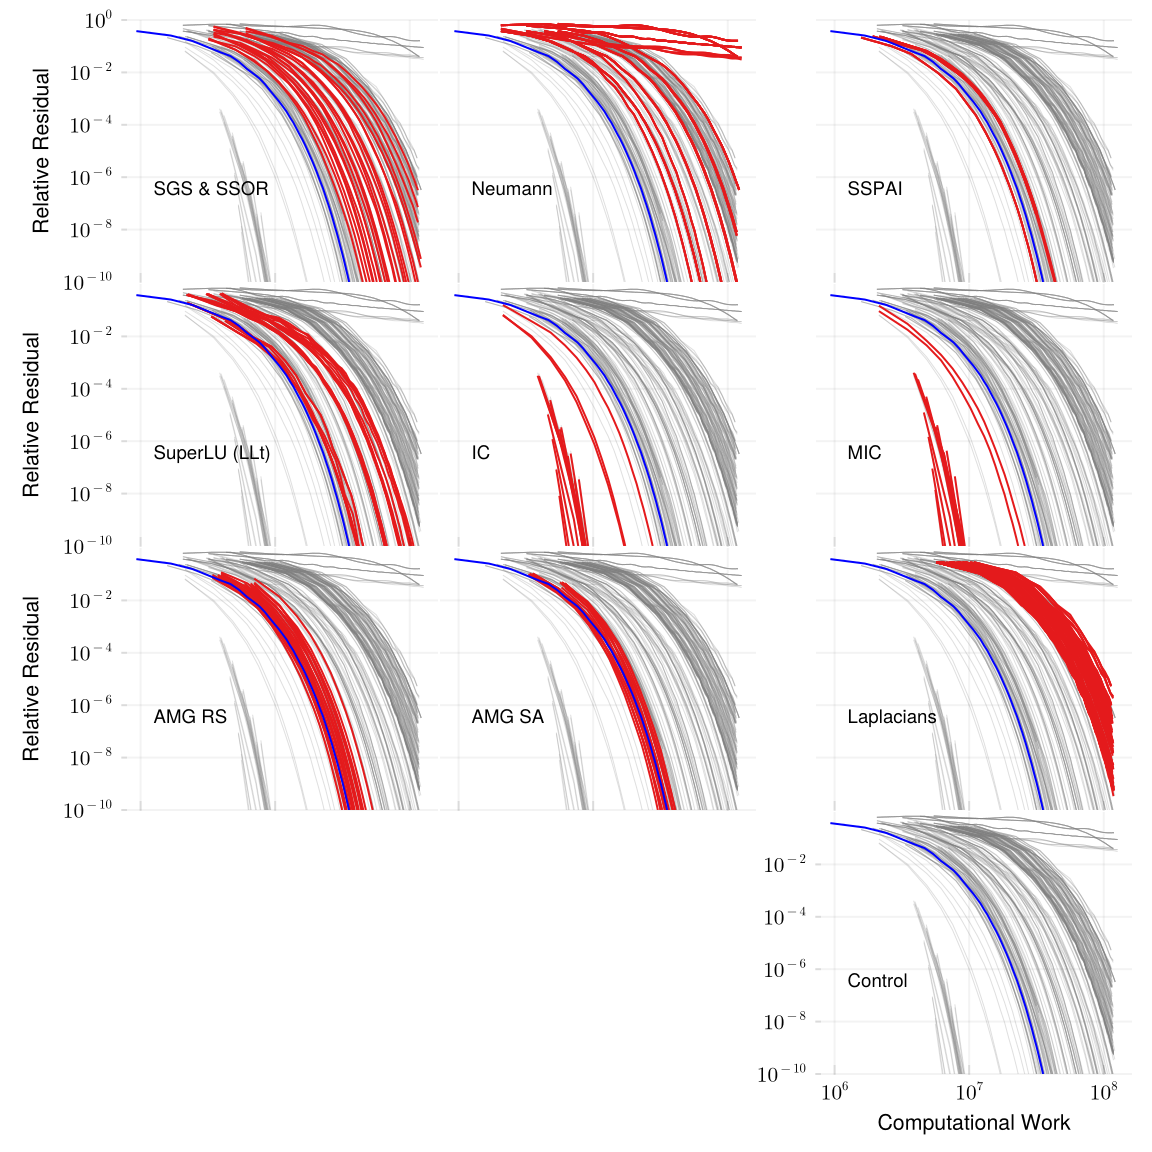 10^0
10^−2
10^−4
10^−6
10^−8
10^−10
Relative Residual
SGS & SSOR
Neumann
SSPAI
10^−2
10^−4
10^−6
10^−8
10^−10
Relative Residual
SuperLU (LLt)
IC
MIC
10^−2
10^−4
10^−6
10^−8
10^−10
Relative Residual
AMG RS
AMG SA
Laplacians
10^−2
10^−4
10^−6
10^−8
10^−10
Control
10^6 10^7 10^8
Computational Work